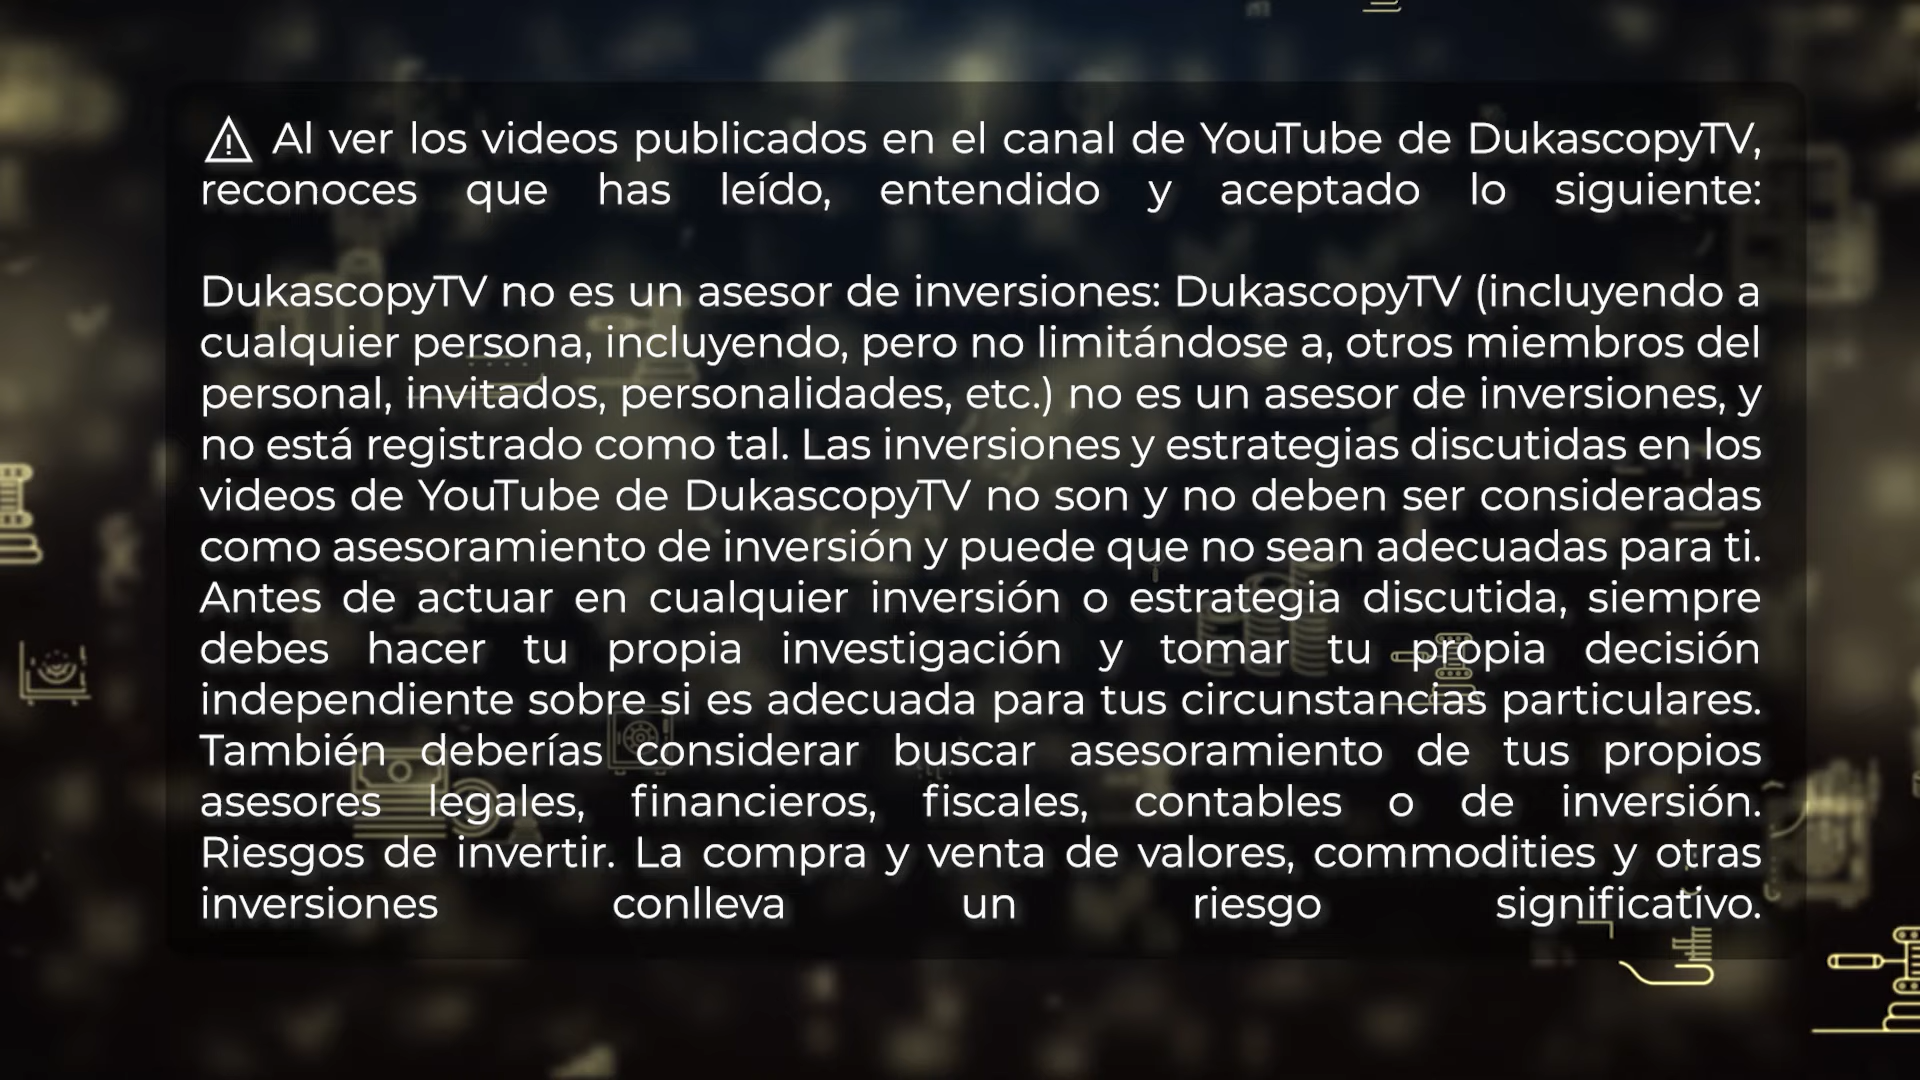 ⚠ Al ver los videos publicados en el canal de YouTube de DukascopyTV,
reconoces que has leído, entendido y aceptado lo siguiente:
DukascopyTV no es un asesor de inversiones: DukascopyTV (incluyendo a
cualquier persona, incluyendo, pero no limitándose a, otros miembros del
personal, invitados, personalidades, etc.) no es un asesor de inversiones, y
no está registrado como tal. Las inversiones y estrategias discutidas en los
videos de YouTube de DukascopyTV no son y no deben ser consideradas
como asesoramiento de inversión y puede que no sean adecuadas para ti.
Antes de actuar en cualquier inversión o estrategia discutida, siempre
debes hacer tu propia investigación y tomar tu propia decisión
independiente sobre si es adecuada para tus circunstancias particulares.
También deberías considerar buscar asesoramiento de tus propios
asesores legales, financieros, fiscales, contables o de inversión.
Riesgos de invertir. La compra y venta de valores, commodities y otras
inversiones conlleva un riesgo significativo.